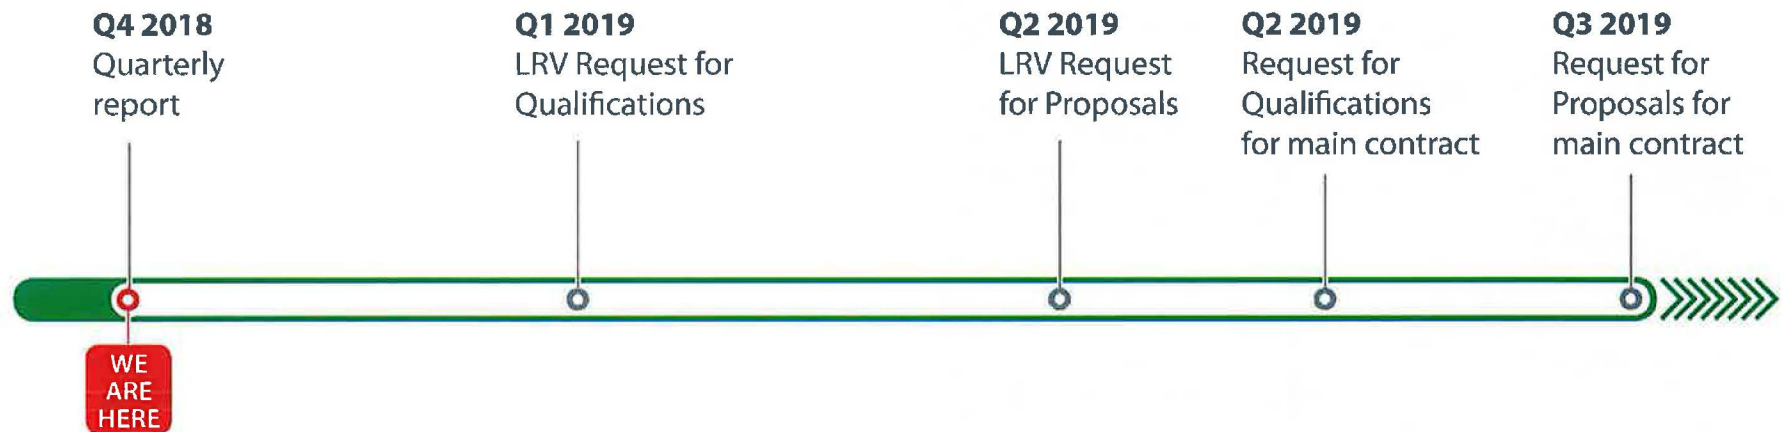 Q4 2018
Quarterly
report
Q1 2019
LRV Request for
Qualifications
Q2 2019
LRV Request
for Proposals
Q2 2019
Request for
Qualifications
for main contract
Q3 2019
Request for
Proposals for
main contract
WE
ARE
HERE